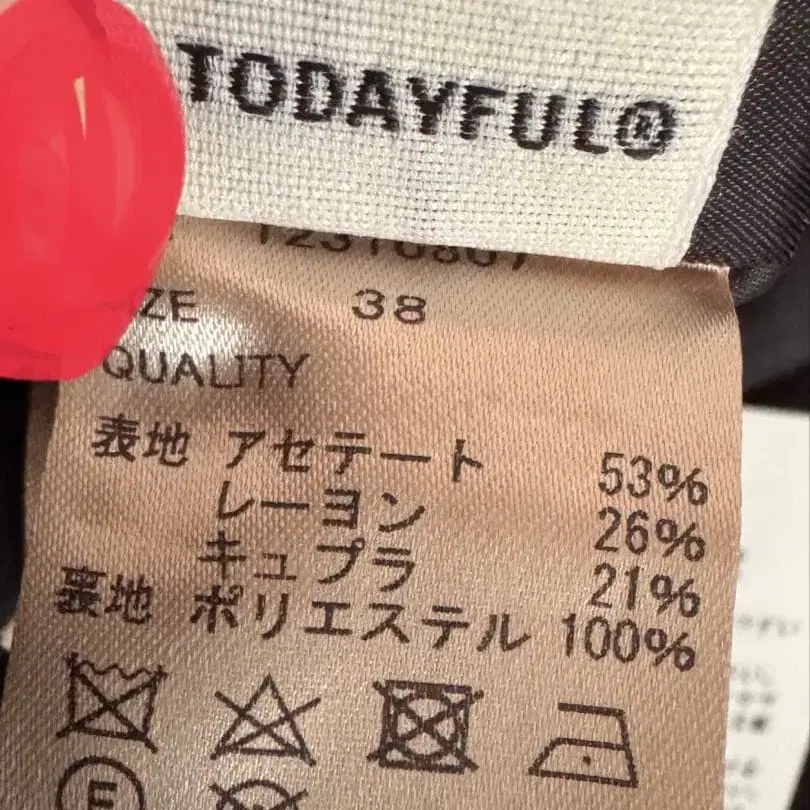 TODAYFUL®
SIZE 38
QUALITY
表地 アセテート 53%
レーヨン 26%
キュプラ 21%
裏地 ポリエステル 100%